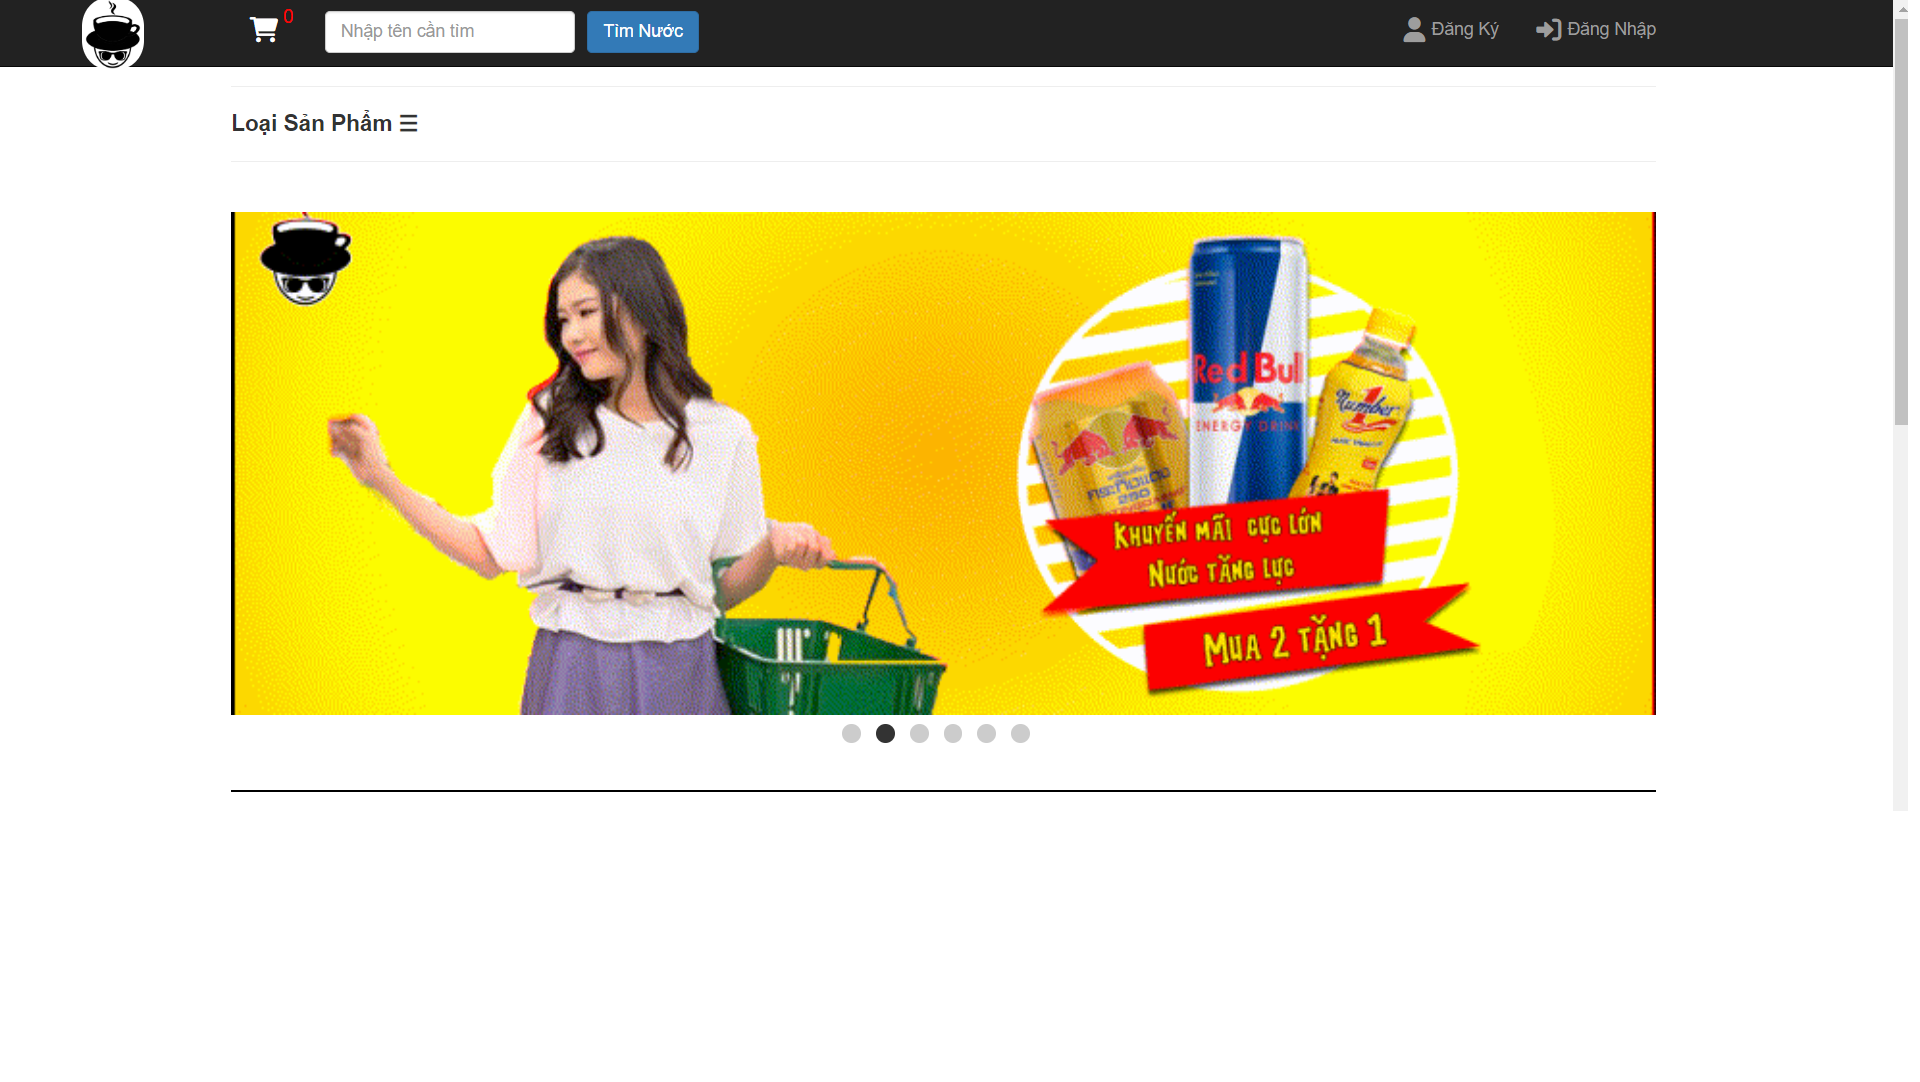 0
Nhập tên cần tìm
Tìm Nước
Đăng Ký
Đăng Nhập
Loại Sản Phẩm ☰
Red Bull
ENERGY DRINK
Number
1
250
KHUYẾN MÃI CỰC LỚN
NƯỚC TĂNG LỰC
MUA 2 TẶNG 1